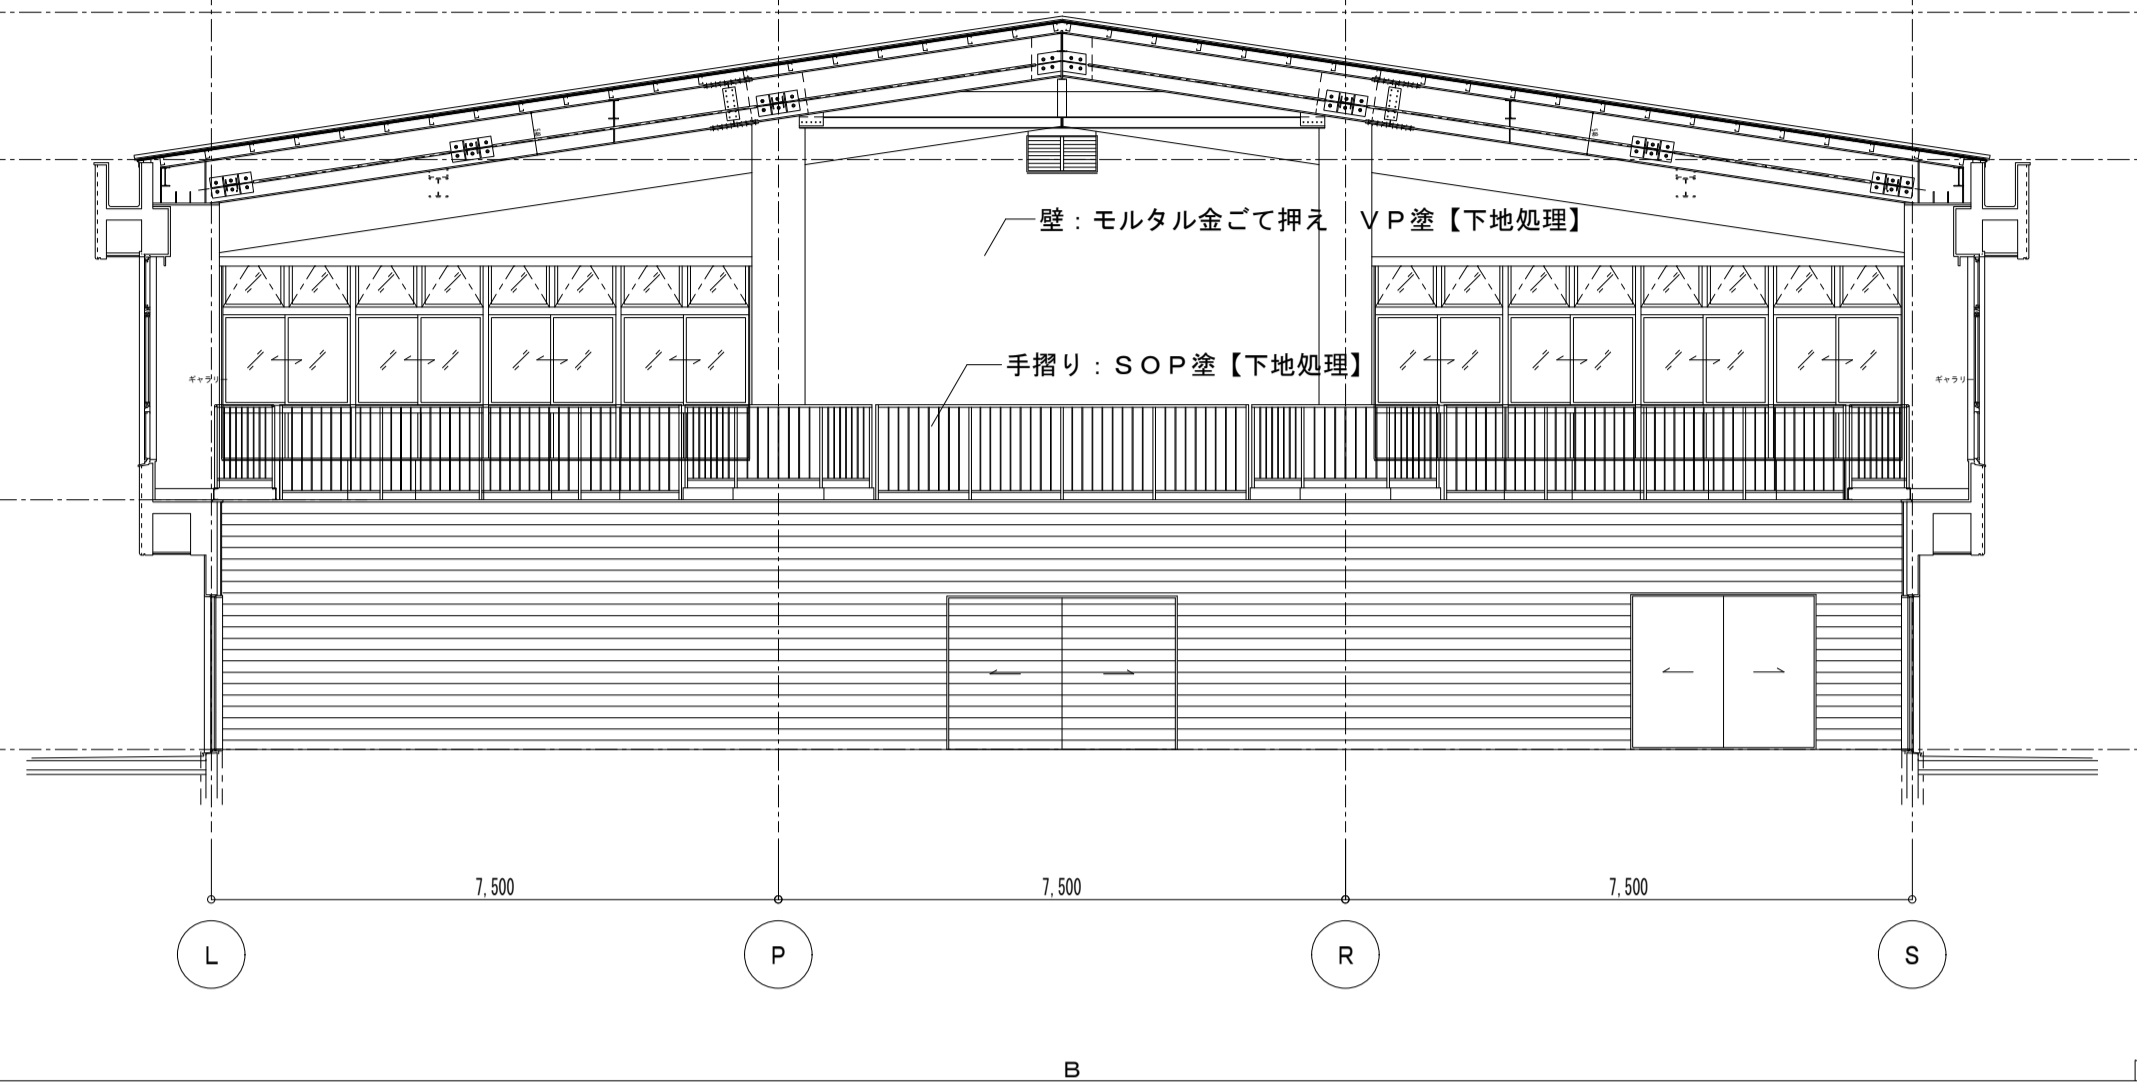 壁：モルタル金ごて押え　ＶＰ塗【下地処理】
手摺り：ＳＯＰ塗【下地処理】
ギャラリー
ギャラリー
7,500 7,500 7,500
L P R S
B